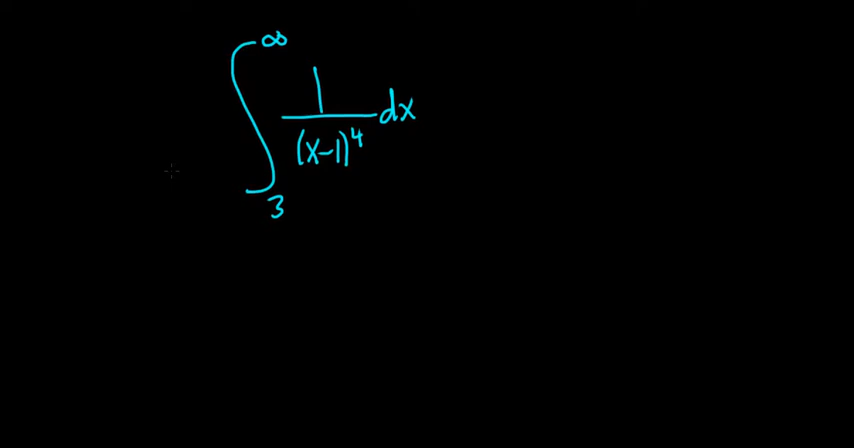 ∫₃^∞ 1/(x-1)⁴ dx